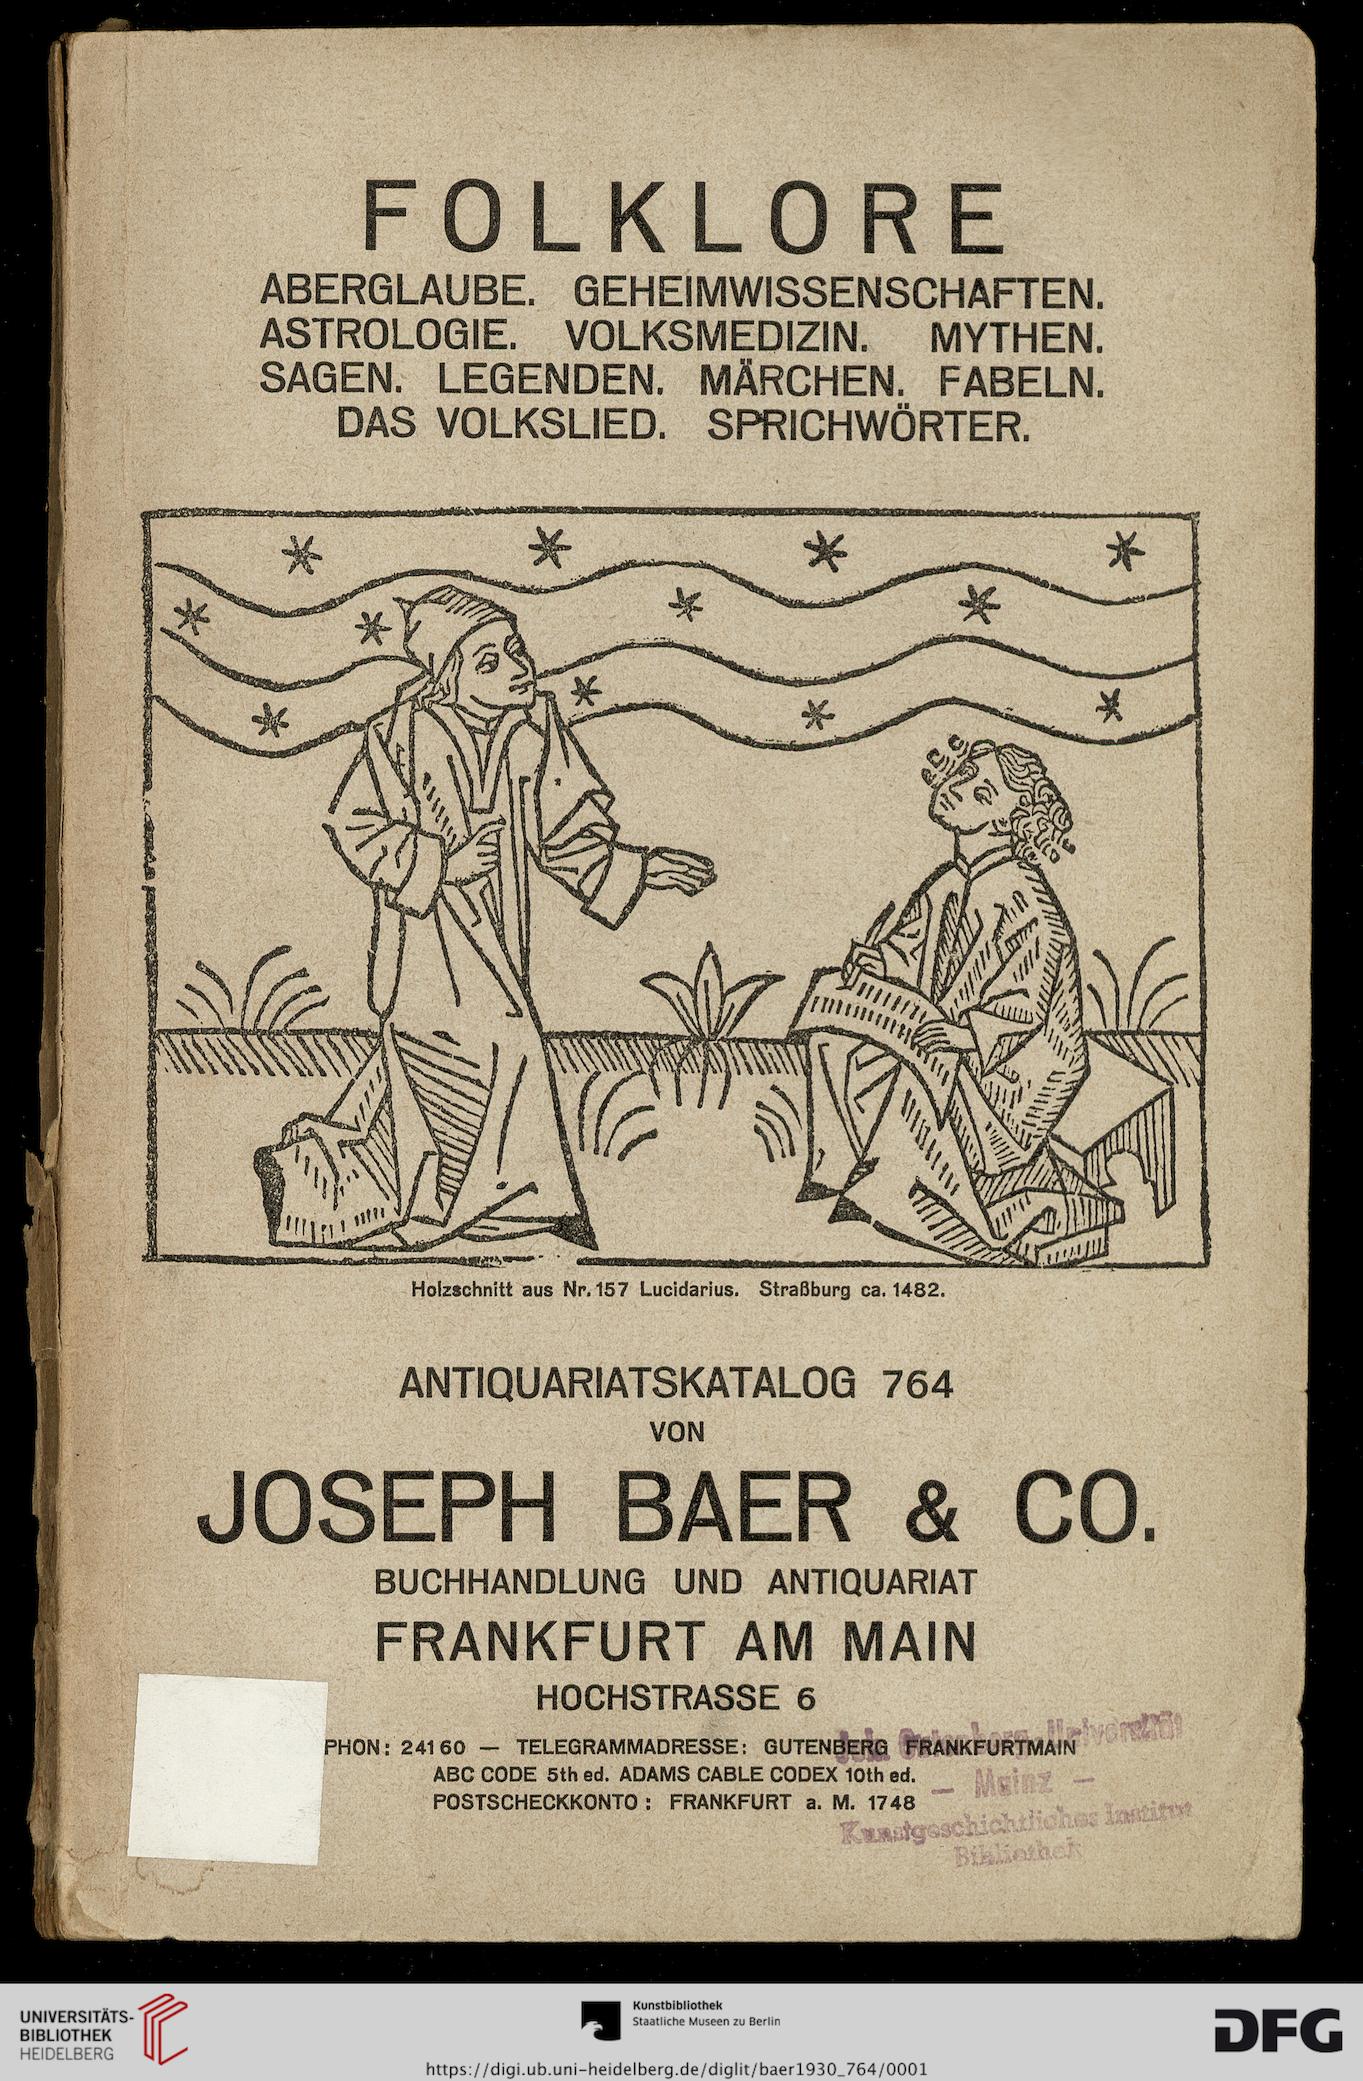 FOLKLORE
ABERGLAUBE. GEHEIMWISSENSCHAFTEN.
ASTROLOGIE. VOLKSMEDIZIN. MYTHEN.
SAGEN. LEGENDEN. MÄRCHEN. FABELN.
DAS VOLKSLIED. SPRICHWÖRTER.
Holzschnitt aus Nr. 157 Lucidarius. Straßburg ca. 1482.
ANTIQUARIATSKATALOG 764
VON
JOSEPH BAER & CO.
BUCHHANDLUNG UND ANTIQUARIAT
FRANKFURT AM MAIN
HOCHSTRASSE 6
PHON: 24160 — TELEGRAMMADRESSE: GUTENBERG FRANKFURTMAIN
ABC CODE 5th ed. ADAMS CABLE CODEX 10th ed.
POSTSCHECKKONTO: FRANKFURT a. M. 1748
Gutenberg-Universität
— Mainz —
Kunstgeschichtliches Institut
Bibliothek
UNIVERSITÄTS-
BIBLIOTHEK
HEIDELBERG
Kunstbibliothek
Staatliche Museen zu Berlin
DFG
https://digi.ub.uni-heidelberg.de/diglit/baer1930_764/0001